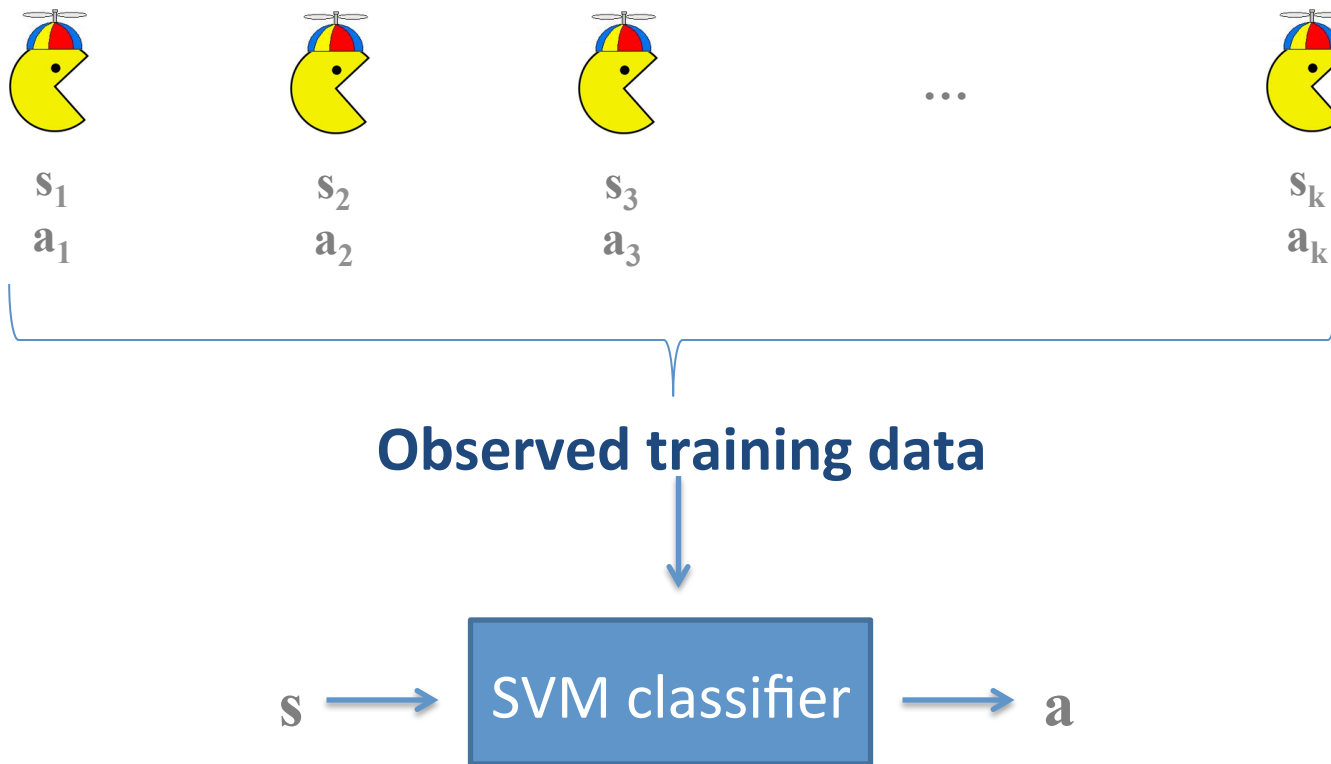 ...
s₁ s₂ s₃ sₖ
a₁ a₂ a₃ aₖ
Observed training data
s SVM classifier a